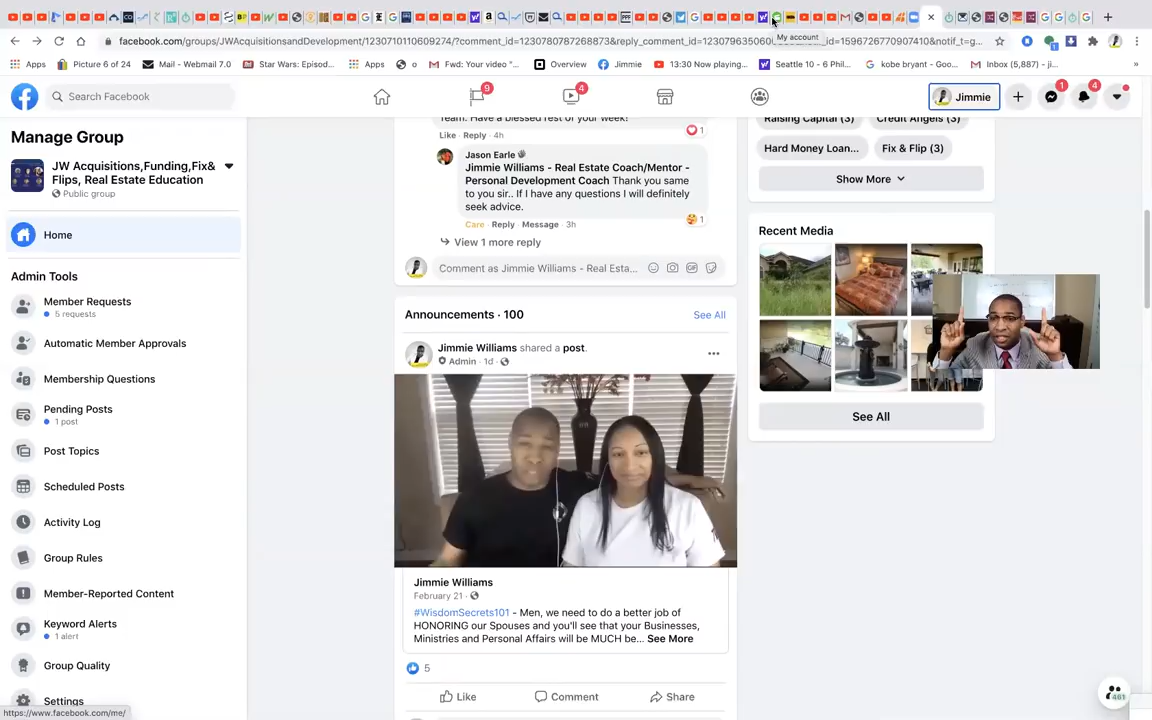 My account
facebook.com/groups/JWAcquisitionsandDevelopment/1230710110609274/?comment_id=1230780787268873&reply_comment_id=
Apps
Picture 6 of 24
Mail - Webmail 7.0
Star Wars: Episod...
Apps
o
Fwd: Your video "...
Overview
Jimmie
13:30 Now playing...
Seattle 10 - 6 Phil...
kobe bryant - Goo...
Inbox (5,887) - ji...
»
Search Facebook
9
4
Jimmie
1
4
Manage Group
JW Acquisitions,Funding,Fix&
Flips, Real Estate Education
Public group
Home
Admin Tools
Member Requests
5 requests
Automatic Member Approvals
Membership Questions
Pending Posts
1 post
Post Topics
Scheduled Posts
Activity Log
Group Rules
Member-Reported Content
Keyword Alerts
1 alert
Group Quality
Settings
https://www.facebook.com/me/
Team. Have a blessed rest of your week!
Like · Reply · 4h
1
Jason Earle
Jimmie Williams - Real Estate Coach/Mentor -
Personal Development Coach Thank you same
to you sir.. If I have any questions I will definitely
seek advice.
Care · Reply · Message · 3h
1
View 1 more reply
Comment as Jimmie Williams - Real Esta...
GIF
Announcements · 100
See All
Jimmie Williams shared a post.
Admin · 1d ·
Jimmie Williams
February 21 ·
#WisdomSecrets101 - Men, we need to do a better job of
HONORING our Spouses and you'll see that your Businesses,
Ministries and Personal Affairs will be MUCH be... See More
5
Like
Comment
Share
Raising Capital (3)
Credit Angels (3)
Hard Money Loan...
Fix & Flip (3)
Show More
Recent Media
See All
461